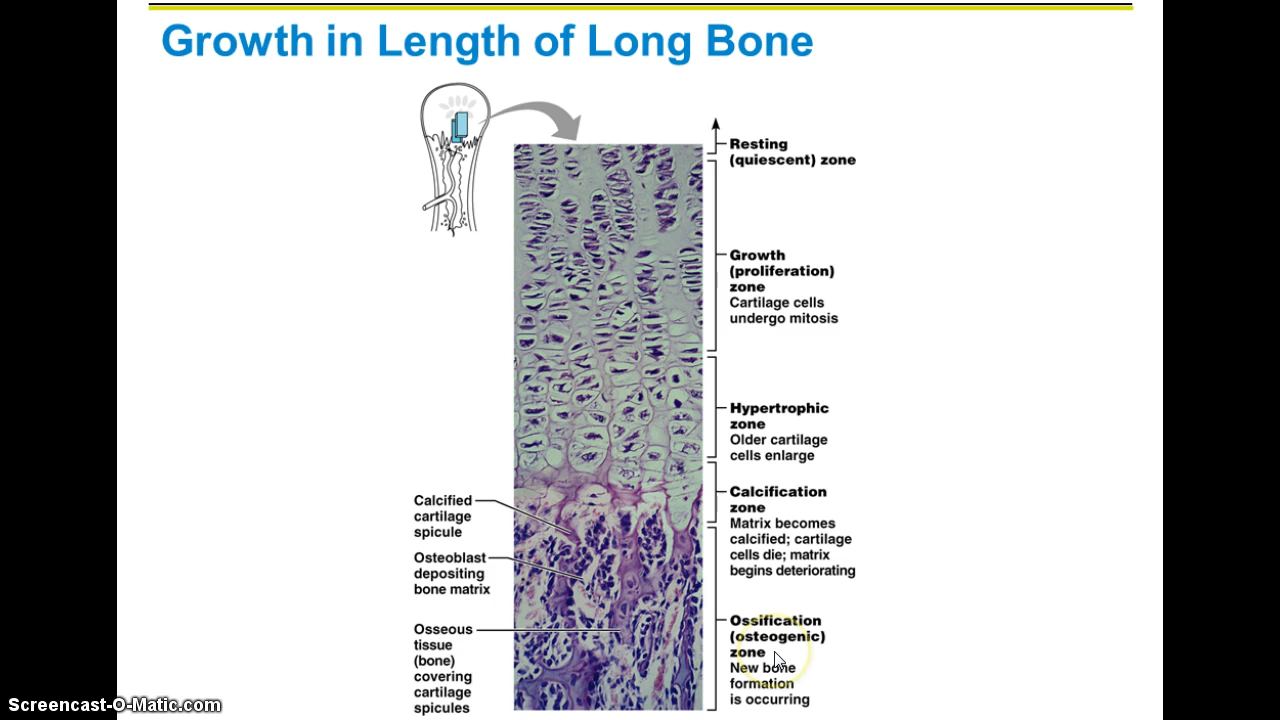 Growth in Length of Long Bone
Resting
(quiescent) zone
Growth
(proliferation)
zone
Cartilage cells
undergo mitosis
Hypertrophic
zone
Older cartilage
cells enlarge
Calcification
zone
Matrix becomes
calcified; cartilage
cells die; matrix
begins deteriorating
Ossification
(osteogenic)
zone
New bone
formation
is occurring
Calcified
cartilage
spicule
Osteoblast
depositing
bone matrix
Osseous
tissue
(bone)
covering
cartilage
spicules
Screencast-O-Matic.com